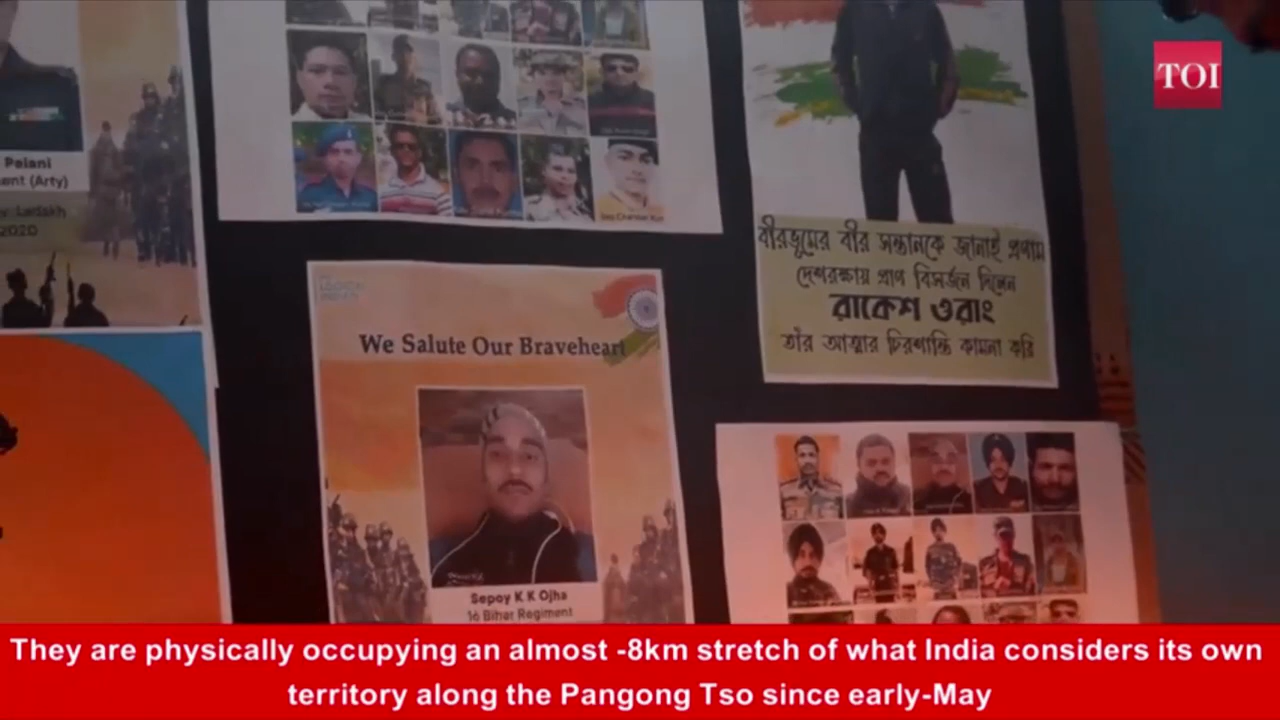 TOI
Palani
(Arty)
Ladakh
2020
বীরভূমের বীর সন্তানকে জানাই প্রণাম
দেশরক্ষায় প্রাণ বিসর্জন দিলেন
রাকেশ ওরাং
তাঁর আত্মার চিরশান্তি কামনা করি
We Salute Our Braveheart
Sepoy K K Ojha
16 Bihar Regiment
They are physically occupying an almost -8km stretch of what India considers its own
territory along the Pangong Tso since early-May